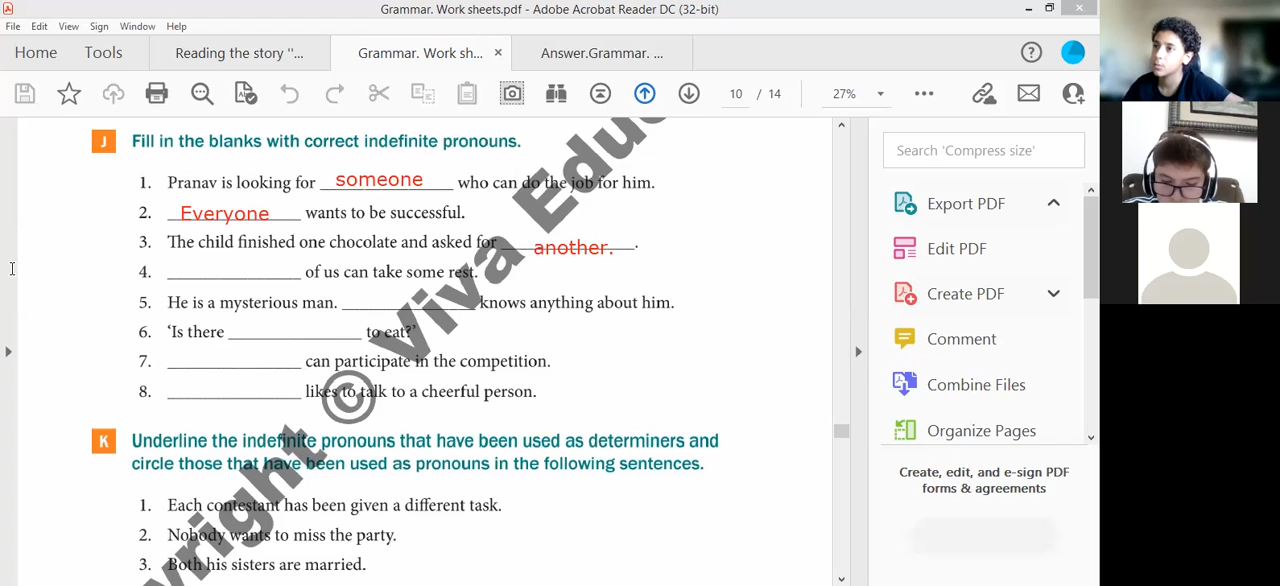 Grammar. Work sheets.pdf - Adobe Acrobat Reader DC (32-bit)
File Edit View Sign Window Help
Home Tools Reading the story "... Grammar. Work sh... × Answer.Grammar. ...
10 / 14 27%
J Fill in the blanks with correct indefinite pronouns.
1. Pranav is looking for someone who can do the job for him.
2. Everyone wants to be successful.
3. The child finished one chocolate and asked for another. .
4. ______________ of us can take some rest.
5. He is a mysterious man. ______________ knows anything about him.
6. ‘Is there ______________ to eat?’
7. ______________ can participate in the competition.
8. ______________ likes to talk to a cheerful person.
K Underline the indefinite pronouns that have been used as determiners and
circle those that have been used as pronouns in the following sentences.
1. Each contestant has been given a different task.
2. Nobody wants to miss the party.
3. Both his sisters are married.
yright © Viva Educ
Search 'Compress size'
Export PDF
Edit PDF
Create PDF
Comment
Combine Files
Organize Pages
Create, edit, and e-sign PDF
forms & agreements